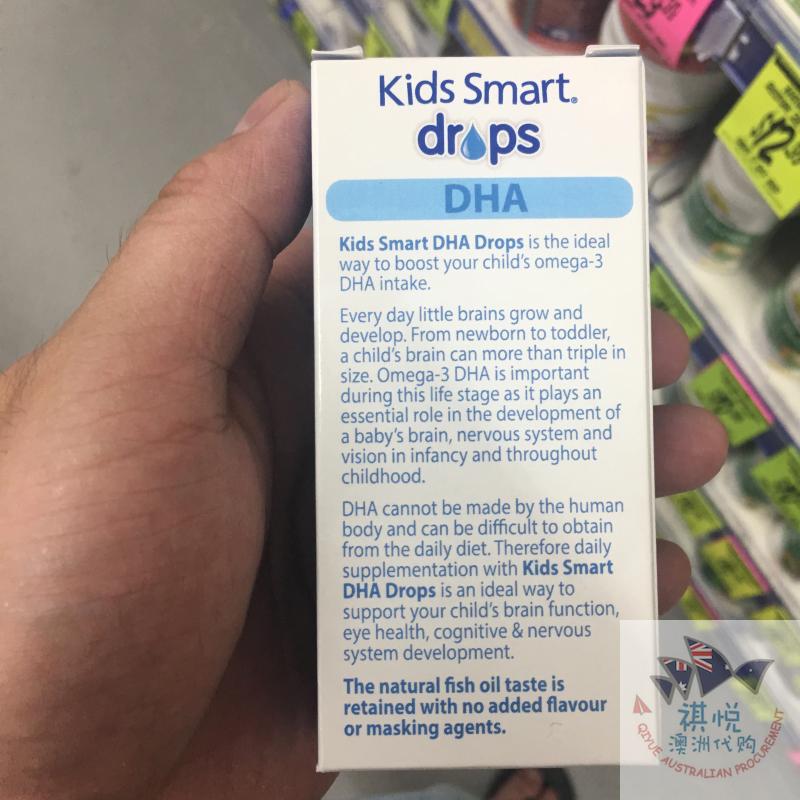 Kids Smart®
drops
DHA
Kids Smart DHA Drops is the ideal
way to boost your child's omega-3
DHA intake.
Every day little brains grow and
develop. From newborn to toddler,
a child's brain can more than triple in
size. Omega-3 DHA is important
during this life stage as it plays an
essential role in the development of
a baby's brain, nervous system and
vision in infancy and throughout
childhood.
DHA cannot be made by the human
body and can be difficult to obtain
from the daily diet. Therefore daily
supplementation with Kids Smart
DHA Drops is an ideal way to
support your child's brain function,
eye health, cognitive & nervous
system development.
The natural fish oil taste is
retained with no added flavour
or masking agents.
祺悦
澳洲代购
QIYUE AUSTRALIAN PROCUREMENT